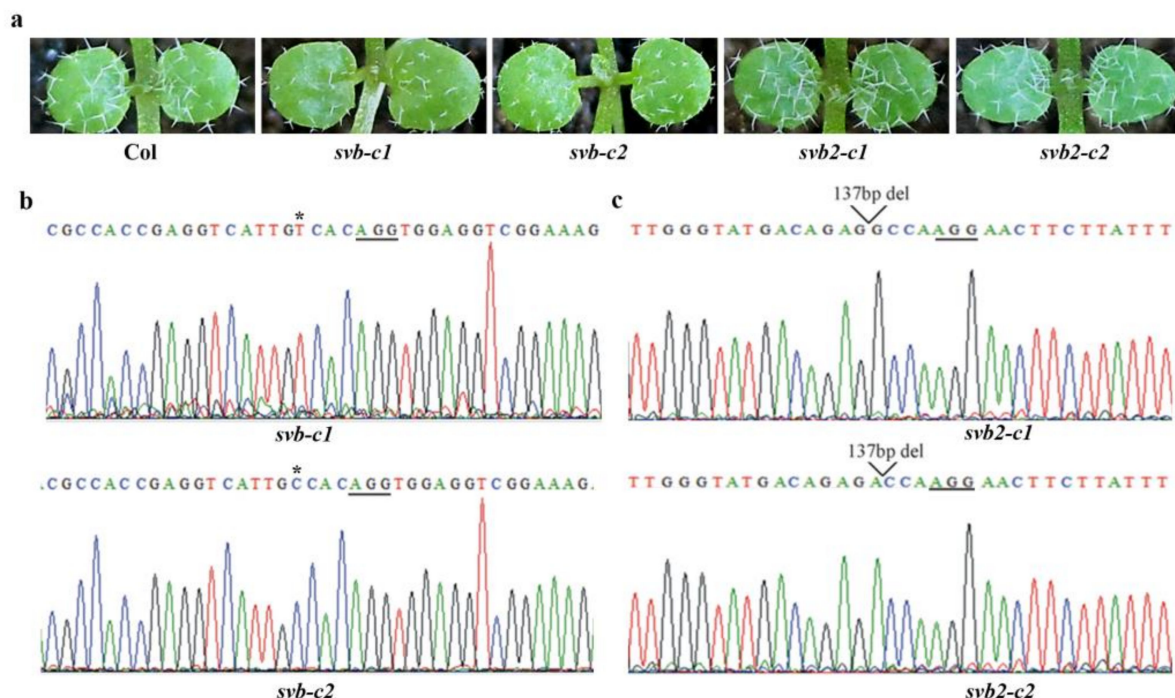 a
Col svb-c1 svb-c2 svb2-c1 svb2-c2
b
*
CGCCACCGAGGTCATTGTCACAGGTGGAGGTCGGAAAG
svb-c1
*
CGCCACCGAGGTCATTGCCACAGGTGGAGGTCGGAAAG
svb-c2
c
137bp del
TTGGGTATGACAGAGGCCAAGGAACTTCTTATTT
svb2-c1
137bp del
TTGGGTATGACAGAGACCAAGGAACTTCTTATTT
svb2-c2